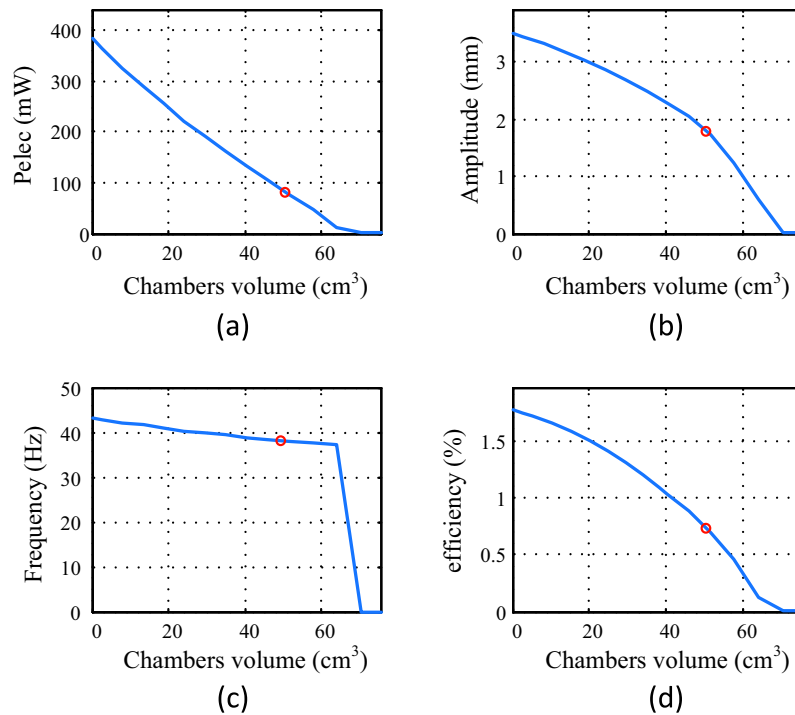 400
300
200
100
0
Pelec (mW)
0 20 40 60
Chambers volume (cm³)
(a)
3
2
1
0
Amplitude (mm)
0 20 40 60
Chambers volume (cm³)
(b)
50
40
30
20
10
0
Frequency (Hz)
0 20 40 60
Chambers volume (cm³)
(c)
1.5
1
0.5
0
efficiency (%)
0 20 40 60
Chambers volume (cm³)
(d)